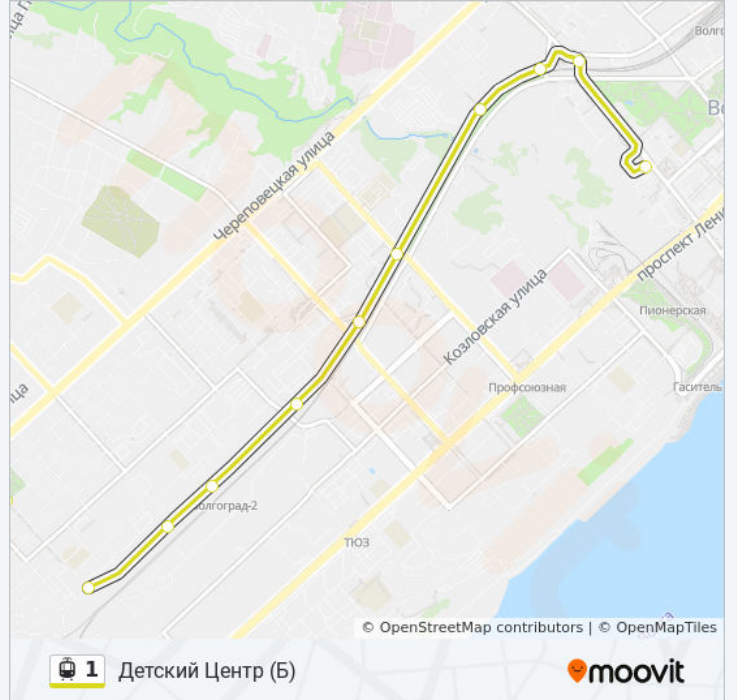 Волго
Череповецкая улица
проспект Лени
Пионерская
Козловская улица
Профсоюзная
Гаситель
олгоград-2
ТЮЗ
© OpenStreetMap contributors | © OpenMapTiles
1 Детский Центр (Б)
moovit